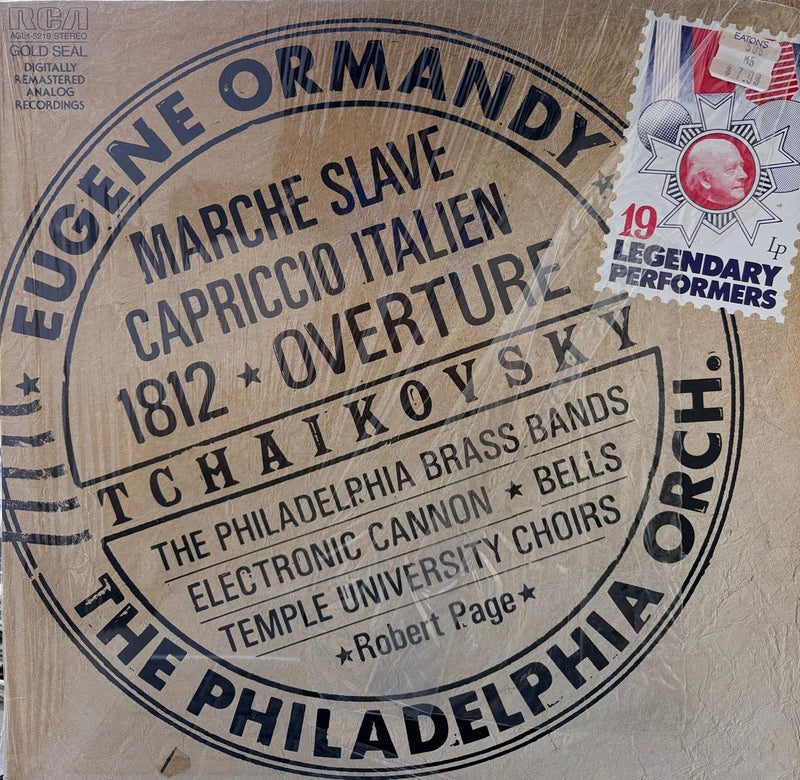 RCA
AGL1-5219 STEREO
GOLD SEAL
DIGITALLY
REMASTERED
ANALOG
RECORDINGS
EUGENE ORMANDY
MARCHE SLAVE
CAPRICCIO ITALIEN
1812 ★ OVERTURE
TCHAIKOVSKY
THE PHILADELPHIA BRASS BANDS
ELECTRONIC CANNON ★ BELLS
TEMPLE UNIVERSITY CHOIRS
★Robert Page★
THE PHILADELPHIA ORCH.
EATON'S
$7.99
19
LP
LEGENDARY
PERFORMERS